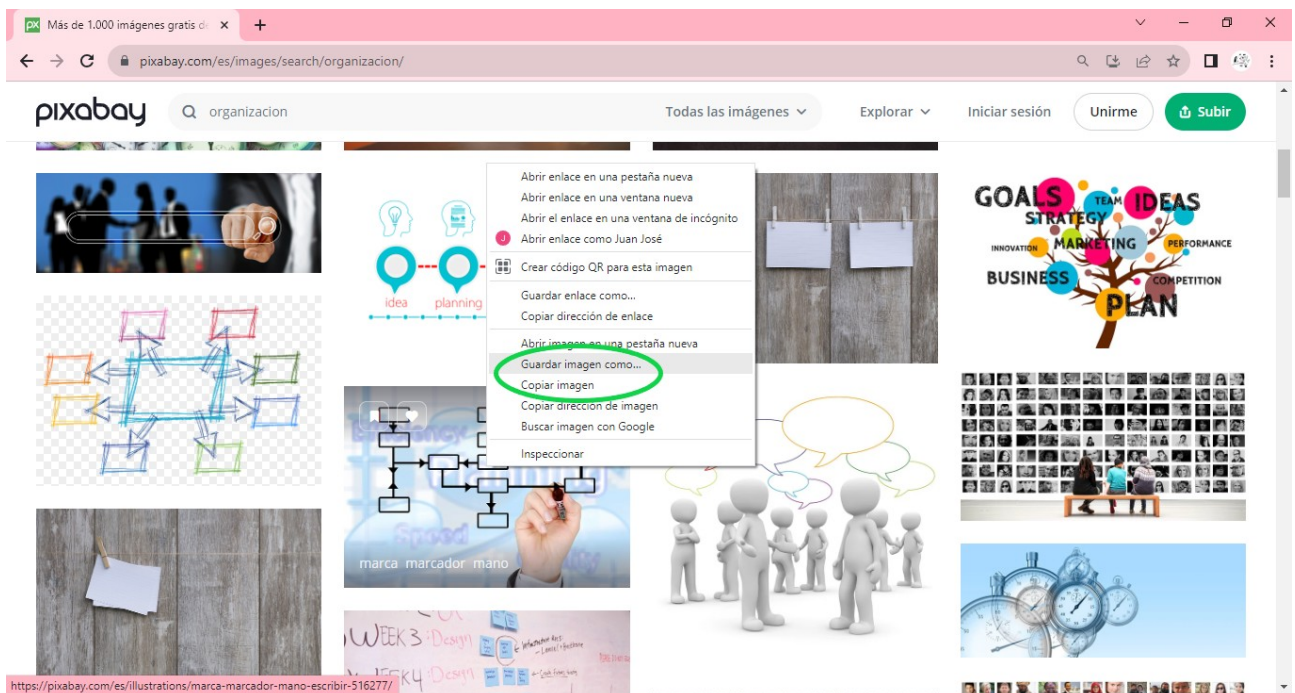 Más de 1.000 imágenes gratis de
pixabay.com/es/images/search/organizacion/
pixabay
organizacion
Todas las imágenes
Explorar
Iniciar sesión
Unirme
Subir
Abrir enlace en una pestaña nueva
Abrir enlace en una ventana nueva
Abrir el enlace en una ventana de incógnito
J
Abrir enlace como Juan José
Crear código QR para esta imagen
Guardar enlace como...
Copiar dirección de enlace
Abrir imagen en una pestaña nueva
Guardar imagen como...
Copiar imagen
Copiar dirección de imagen
Buscar imagen con Google
Inspeccionar
idea
planning
GOALS
TEAM
IDEAS
STRATEGY
INNOVATION
MARKETING
PERFORMANCE
BUSINESS
COMPETITION
PLAN
Speed
marca marcador mano
WEEK 3: Design
Design
https://pixabay.com/es/illustrations/marca-marcador-mano-escribir-516277/